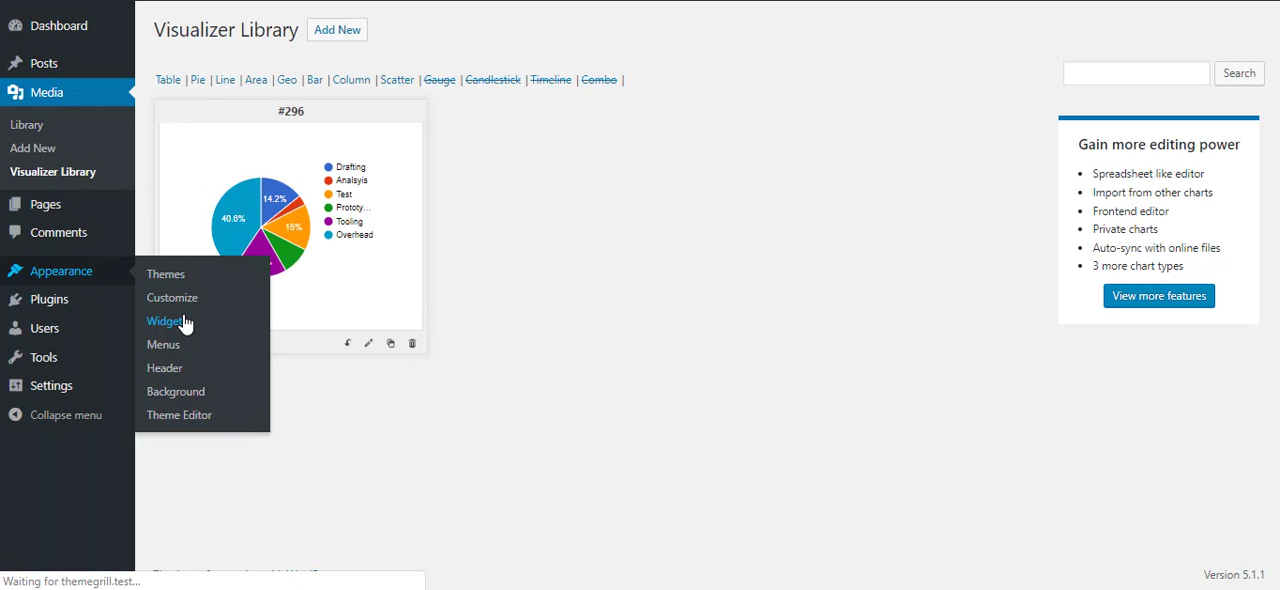 Dashboard
Posts
Media
Library
Add New
Visualizer Library
Pages
Comments
Appearance
Plugins
Users
Tools
Settings
Collapse menu
Themes
Customize
Widget
Menus
Header
Background
Theme Editor
Visualizer Library Add New
Table | Pie | Line | Area | Geo | Bar | Column | Scatter | Gauge | Candlestick | Timeline | Combo |
Search
#296
14.2%
15%
40.6%
Drafting
Analsyis
Test
Prototy...
Tooling
Overhead
Gain more editing power
Spreadsheet like editor
Import from other charts
Frontend editor
Private charts
Auto-sync with online files
3 more chart types
View more features
Waiting for themegrill.test...
Version 5.1.1